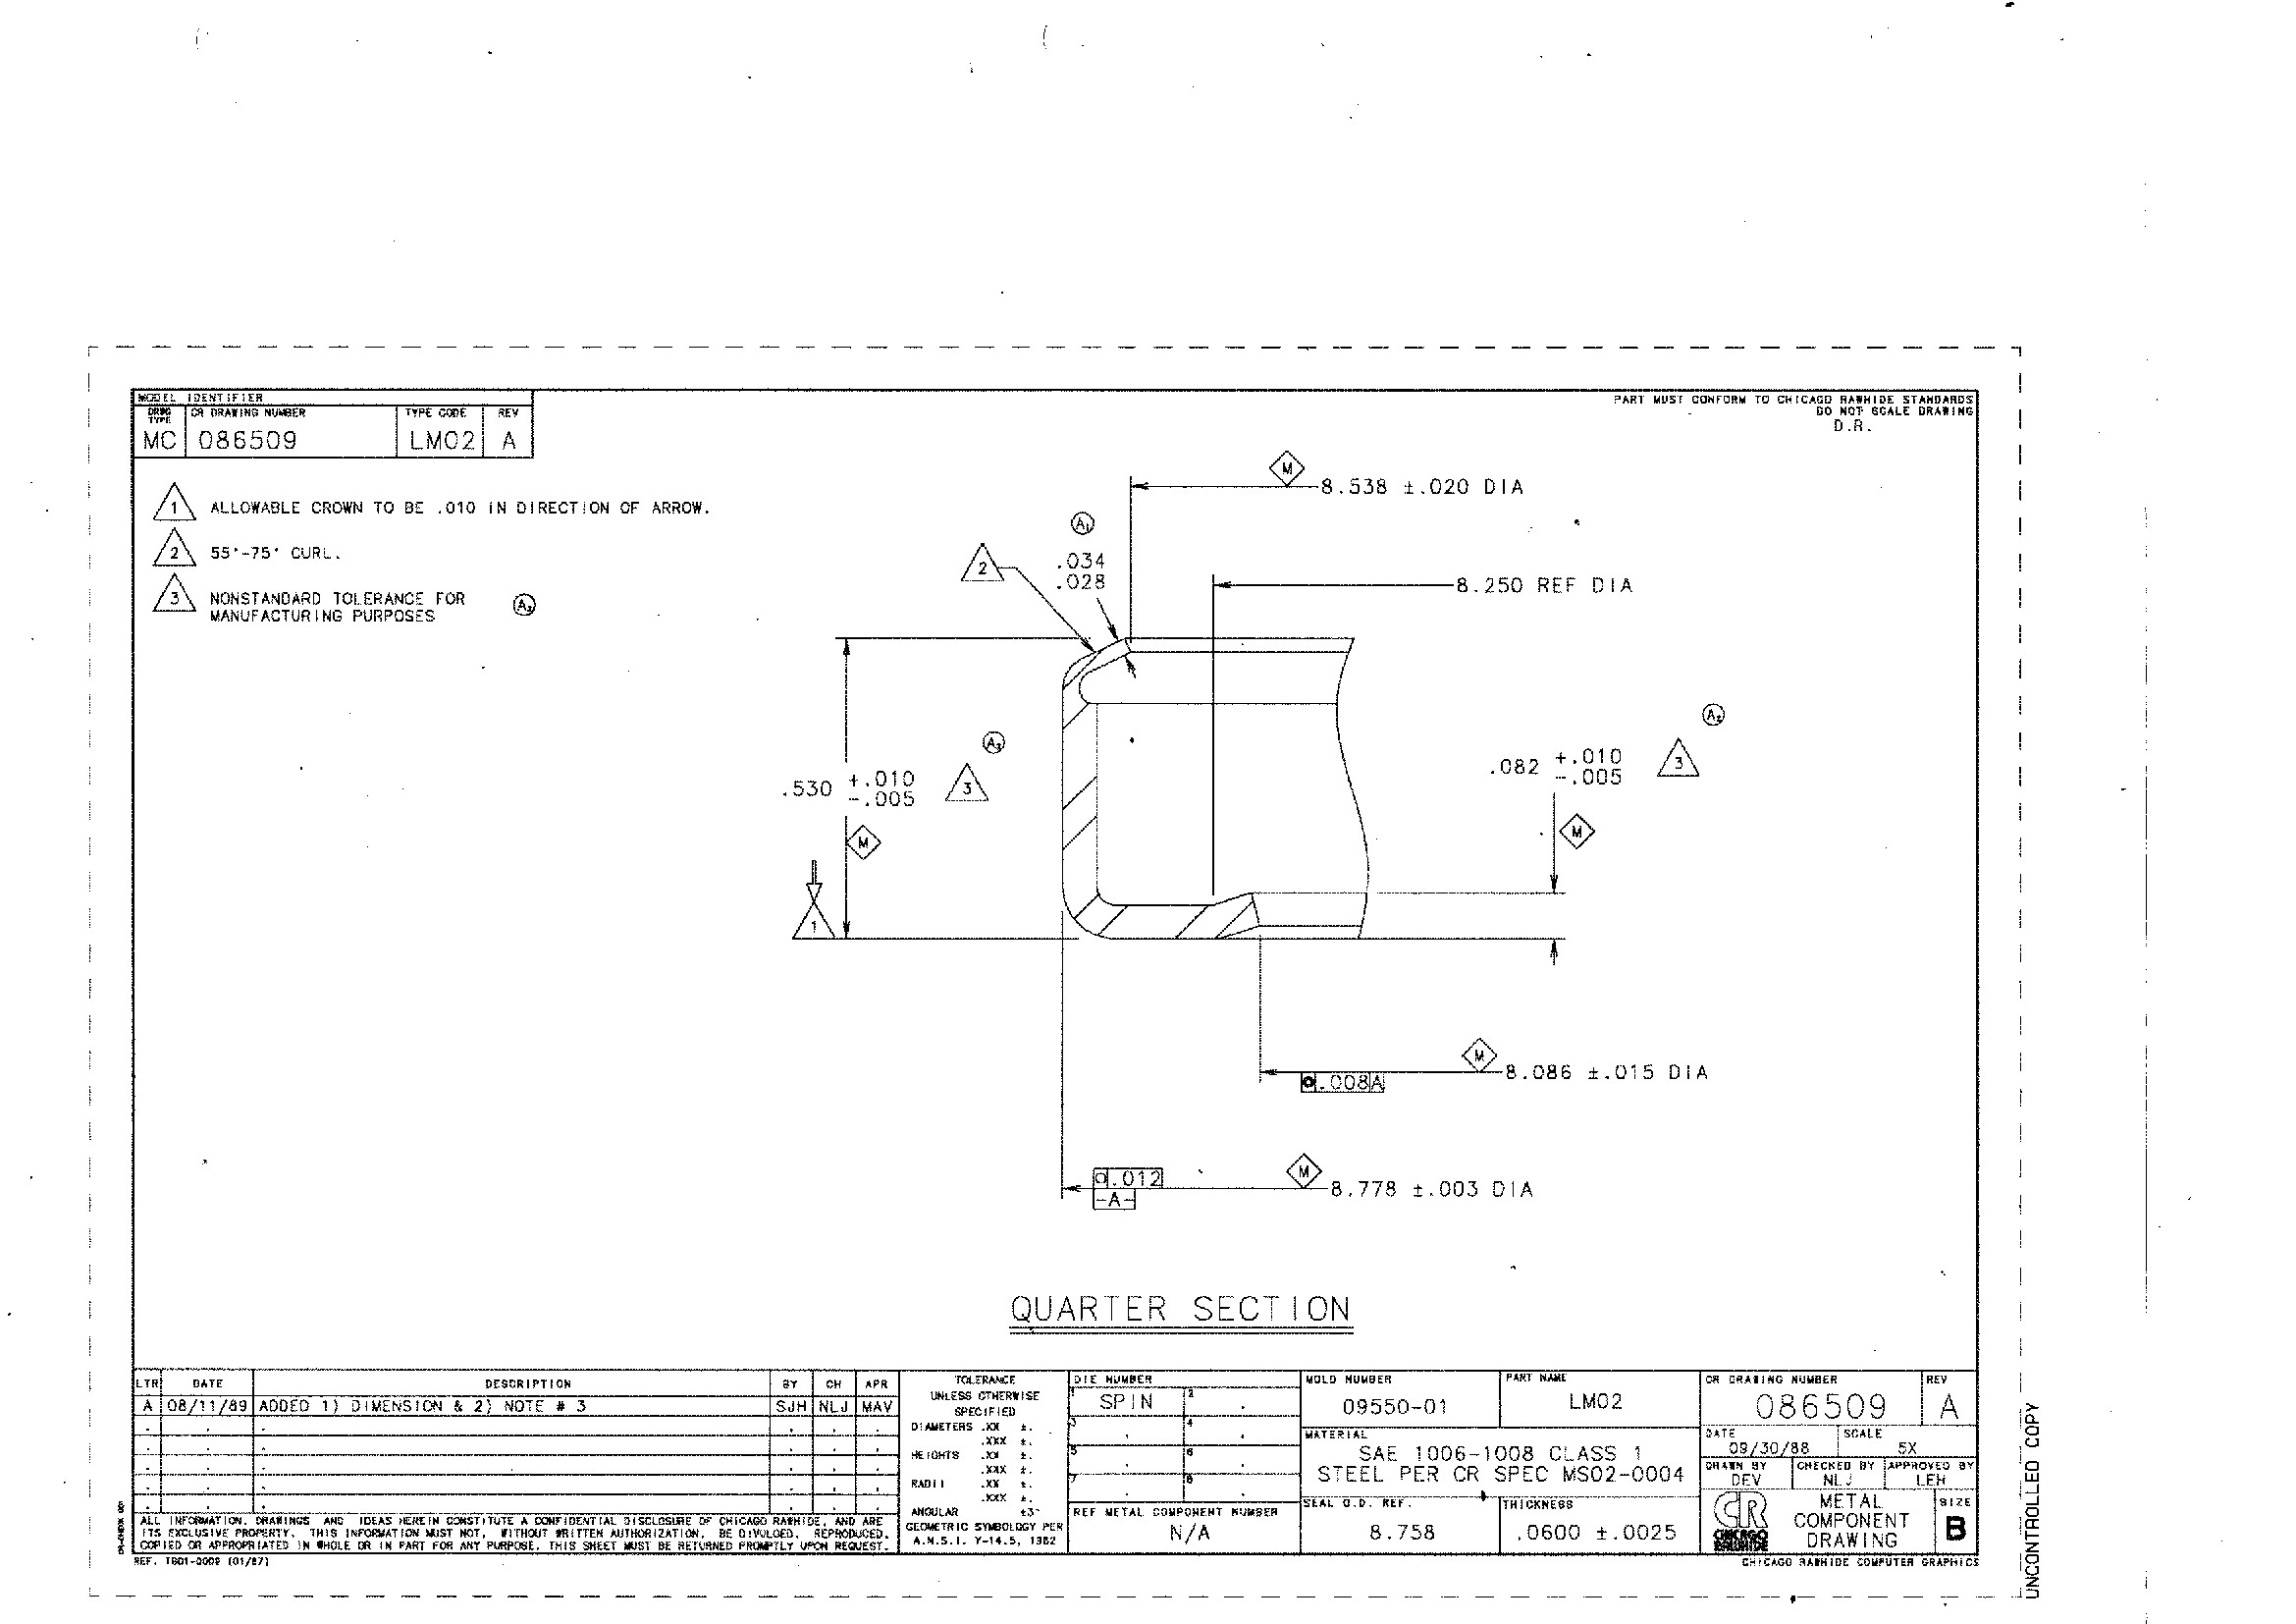 MODEL IDENTIFIER
DRWG TYPE
CR DRAWING NUMBER
TYPE CODE
REV
MC
086509
LM02
A
PART MUST CONFORM TO CHICAGO RAWHIDE STANDARDS
DO NOT SCALE DRAWING
D.R.
1 ALLOWABLE CROWN TO BE .010 IN DIRECTION OF ARROW.
2 55°-75° CURL.
3 NONSTANDARD TOLERANCE FOR
MANUFACTURING PURPOSES
A2
M
8.538 ±.020 DIA
A1
.034
.028
2
8.250 REF DIA
A2
.530 +.010
-.005
3
M
1
A2
.082 +.010
-.005
3
M
M
8.086 ±.015 DIA
.008 A
.012
-A-
M
8.778 ±.003 DIA
QUARTER SECTION
LTR DATE DESCRIPTION BY CH APR
A 08/11/89 ADDED 1) DIMENSION & 2) NOTE # 3 SJH NLJ MAV
ALL INFORMATION, DRAWINGS AND IDEAS HEREIN CONSTITUTE A CONFIDENTIAL DISCLOSURE OF CHICAGO RAWHIDE, AND ARE
ITS EXCLUSIVE PROPERTY. THIS INFORMATION MUST NOT, WITHOUT WRITTEN AUTHORIZATION, BE DIVULGED, REPRODUCED,
COPIED OR APPROPRIATED IN WHOLE OR IN PART FOR ANY PURPOSE. THIS SHEET MUST BE RETURNED PROMPTLY UPON REQUEST.
REF. TB01-0009 (01/87)
TOLERANCE
UNLESS OTHERWISE
SPECIFIED
DIAMETERS .XX ±.
.XXX ±.
HEIGHTS .XX ±.
.XXX ±.
RADII .XX ±.
.XXX ±.
ANGULAR ±3°
GEOMETRIC SYMBOLOGY PER
A.N.S.I. Y-14.5, 1982
DIE NUMBER
1 SPIN 2
3 4
5 6
7 8
REF METAL COMPONENT NUMBER
N/A
MOLD NUMBER
09550-01
PART NAME
LM02
MATERIAL
SAE 1006-1008 CLASS 1
STEEL PER CR SPEC MS02-0004
SEAL O.D. REF.
8.758
THICKNESS
.0600 ±.0025
CR DRAWING NUMBER
086509
REV
A
DATE
09/30/88
SCALE
5X
DRAWN BY
DEV
CHECKED BY
NLJ
APPROVED BY
LEH
CR
CHICAGO
RAWHIDE
METAL
COMPONENT
DRAWING
SIZE
B
CHICAGO RAWHIDE COMPUTER GRAPHICS
UNCONTROLLED COPY